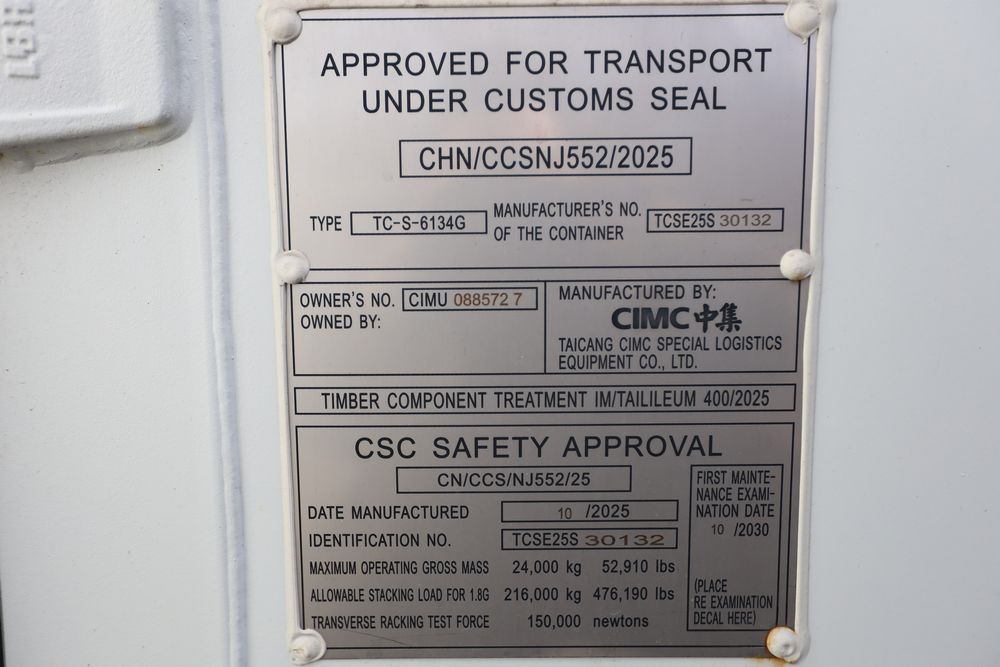 APPROVED FOR TRANSPORT
UNDER CUSTOMS SEAL
CHN/CCSNJ552/2025
TYPE TC-S-6134G
MANUFACTURER'S NO.
OF THE CONTAINER
TCSE25S 30132
OWNER'S NO. CIMU 088572 7
OWNED BY:
MANUFACTURED BY:
CIMC中集
TAICANG CIMC SPECIAL LOGISTICS
EQUIPMENT CO., LTD.
TIMBER COMPONENT TREATMENT IM/TAILILEUM 400/2025
CSC SAFETY APPROVAL
CN/CCS/NJ552/25
DATE MANUFACTURED 10 /2025
IDENTIFICATION NO. TCSE25S 30132
MAXIMUM OPERATING GROSS MASS 24,000 kg 52,910 lbs
ALLOWABLE STACKING LOAD FOR 1.8G 216,000 kg 476,190 lbs
TRANSVERSE RACKING TEST FORCE 150,000 newtons
FIRST MAINTE-
NANCE EXAMI-
NATION DATE
10 /2030
(PLACE
RE EXAMINATION
DECAL HERE)